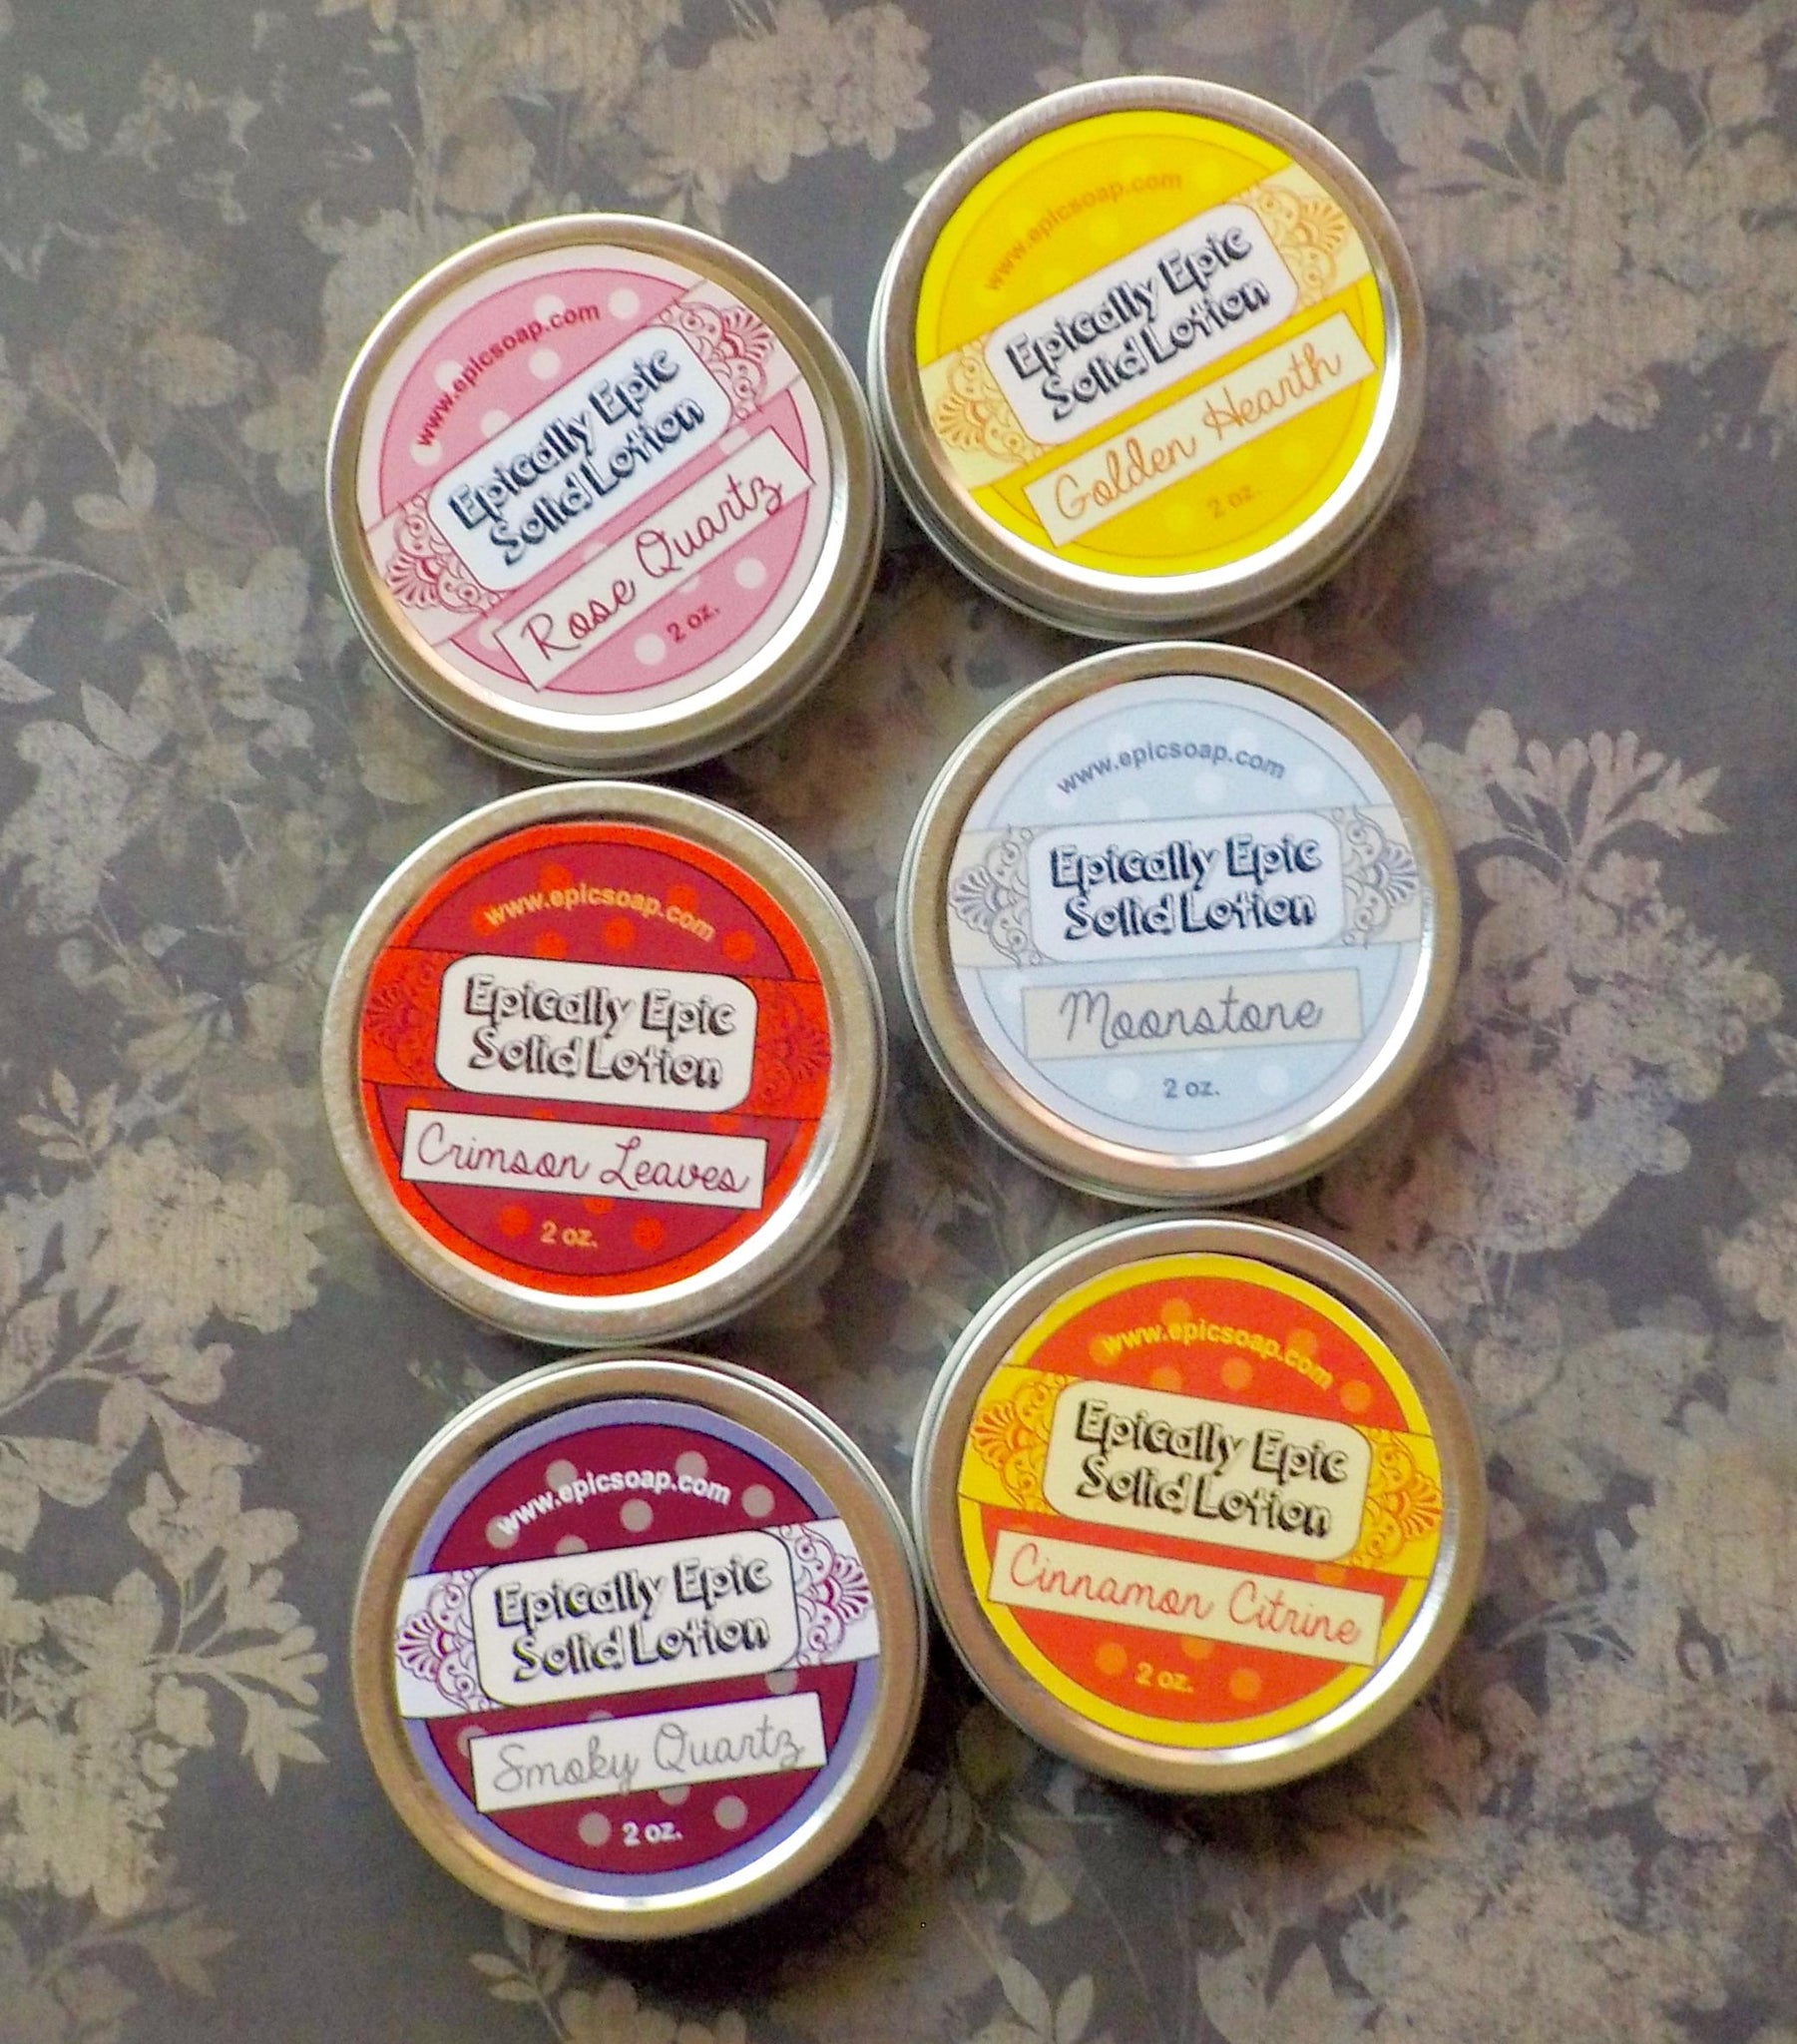 www.epicsoap.com
Epically Epic
Solid Lotion
Rose Quartz
2 oz.
www.epicsoap.com
Epically Epic
Solid Lotion
Golden Hearth
2 oz.
www.epicsoap.com
Epically Epic
Solid Lotion
Crimson Leaves
2 oz.
www.epicsoap.com
Epically Epic
Solid Lotion
Moonstone
2 oz.
www.epicsoap.com
Epically Epic
Solid Lotion
Smoky Quartz
2 oz.
www.epicsoap.com
Epically Epic
Solid Lotion
Cinnamon Citrine
2 oz.